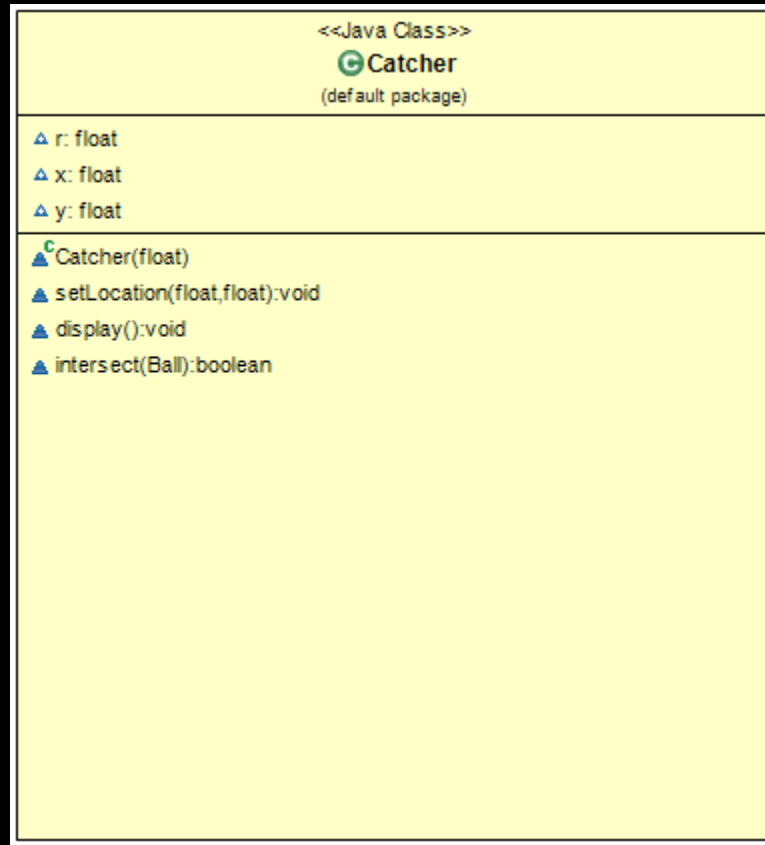 <<Java Class>>
C Catcher
(default package)
r: float
x: float
y: float
C Catcher(float)
setLocation(float,float):void
display():void
intersect(Ball):boolean